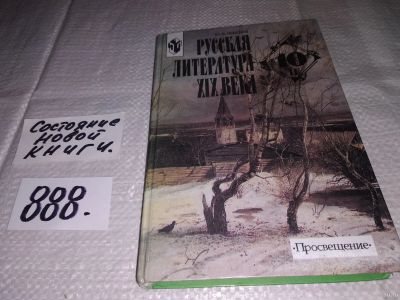 РУССКАЯ
ЛИТЕРАТУРА
XIX ВЕКА
10
·Просвещение·
Состояние
новой
книги.
888.